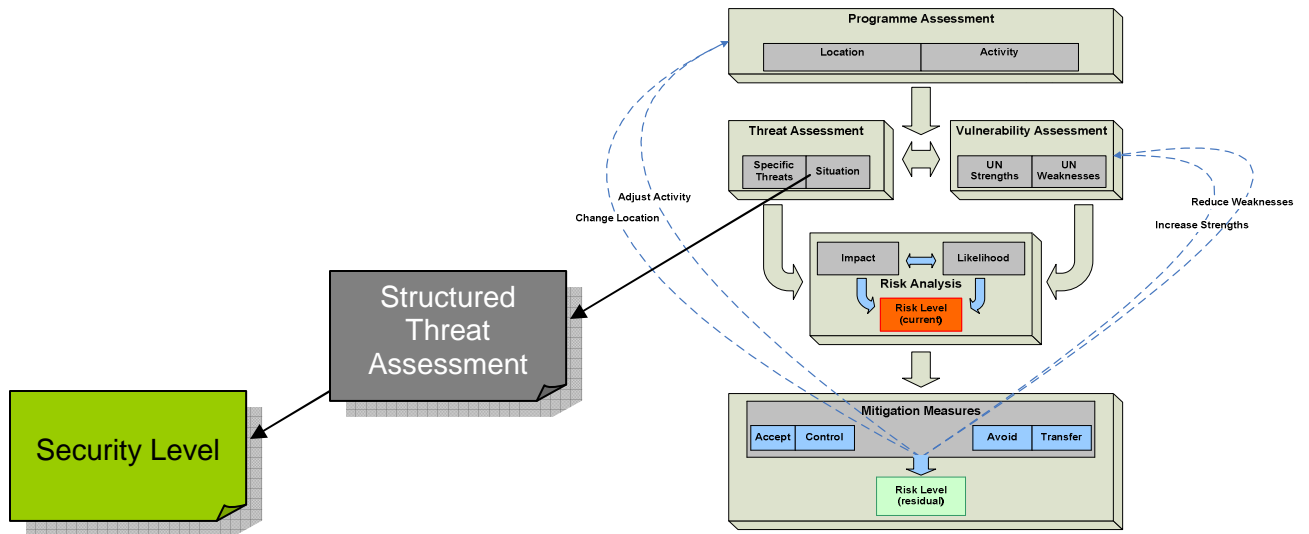 Programme Assessment
Location
Activity
Threat Assessment
Specific
Threats
Situation
Vulnerability Assessment
UN
Strengths
UN
Weaknesses
Adjust Activity
Change Location
Reduce Weaknesses
Increase Strengths
Impact
Likelihood
Risk Analysis
Risk Level
(current)
Structured
Threat
Assessment
Security Level
Mitigation Measures
Accept
Control
Avoid
Transfer
Risk Level
(residual)